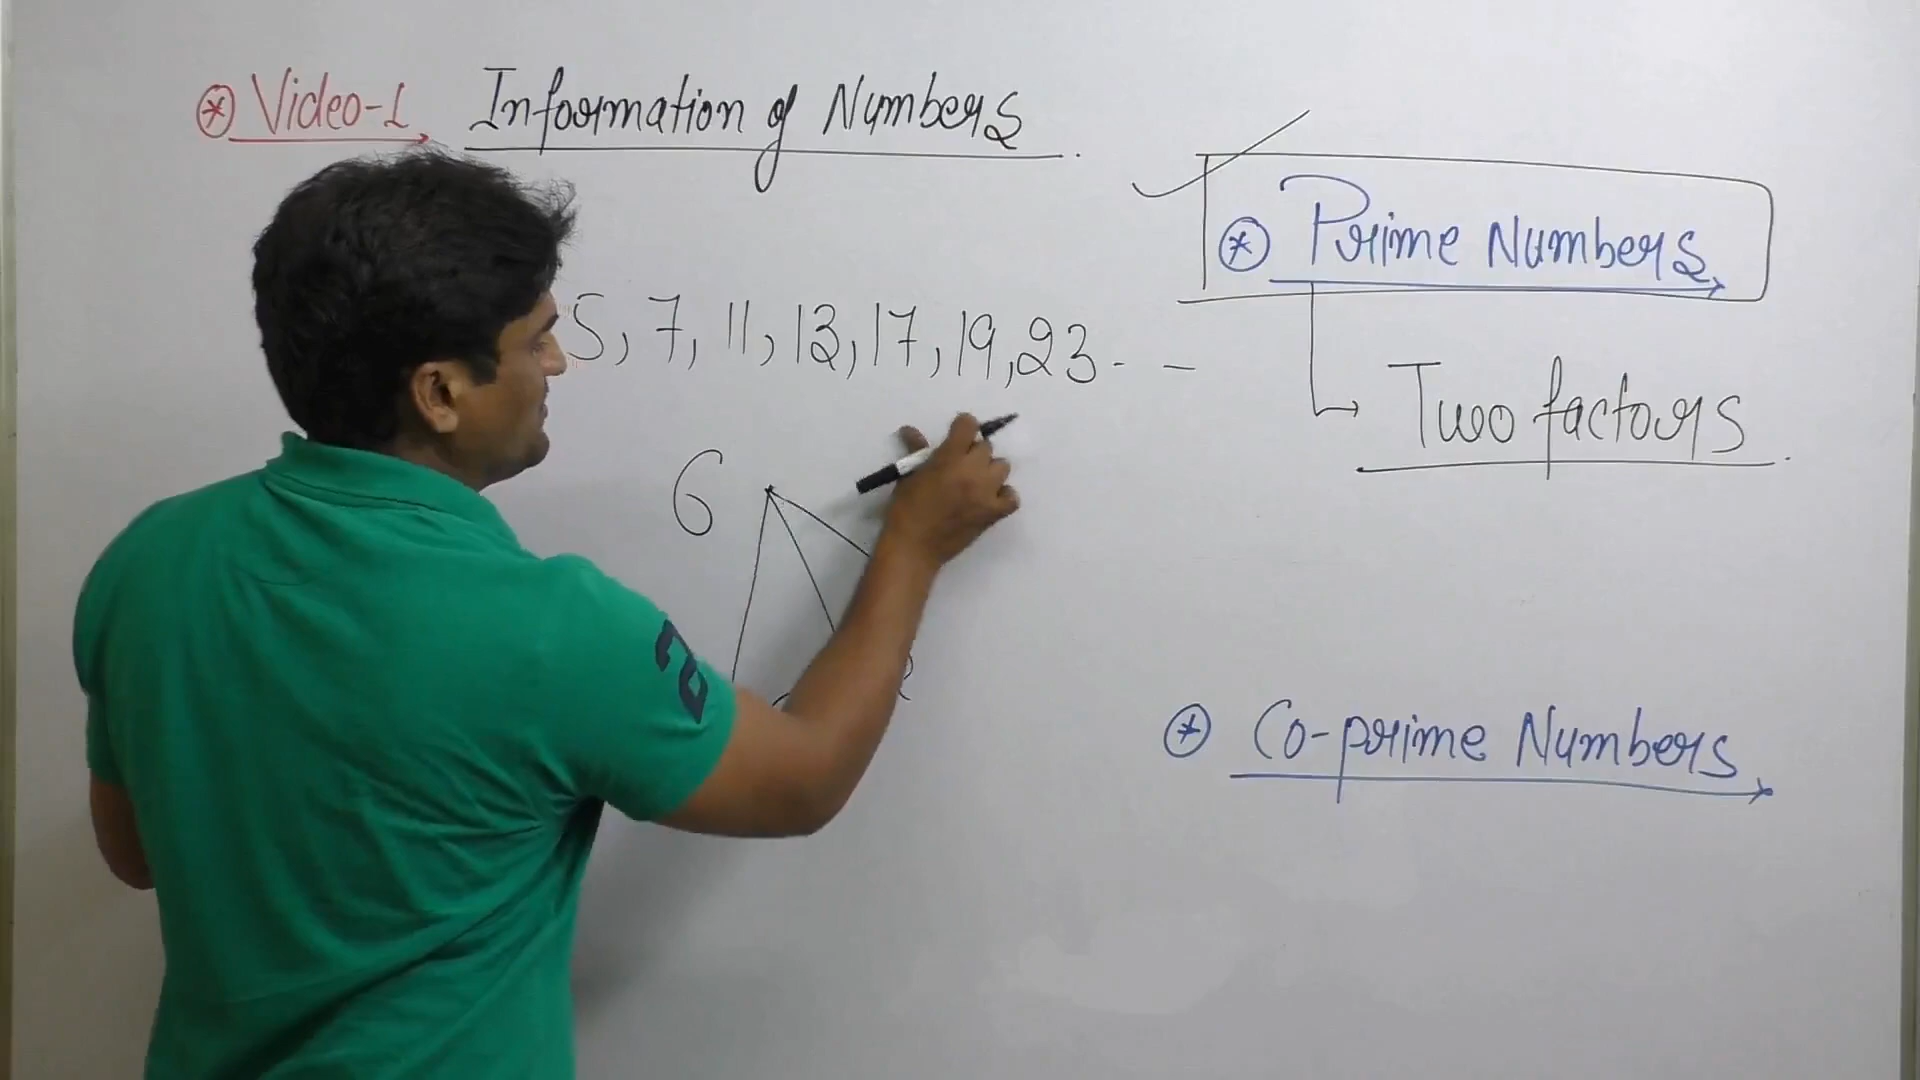 * Video-1 Information of Numbers
* Prime Numbers
5, 7, 11, 13, 17, 19, 23 - -
Two factors
6
* Co-prime Numbers